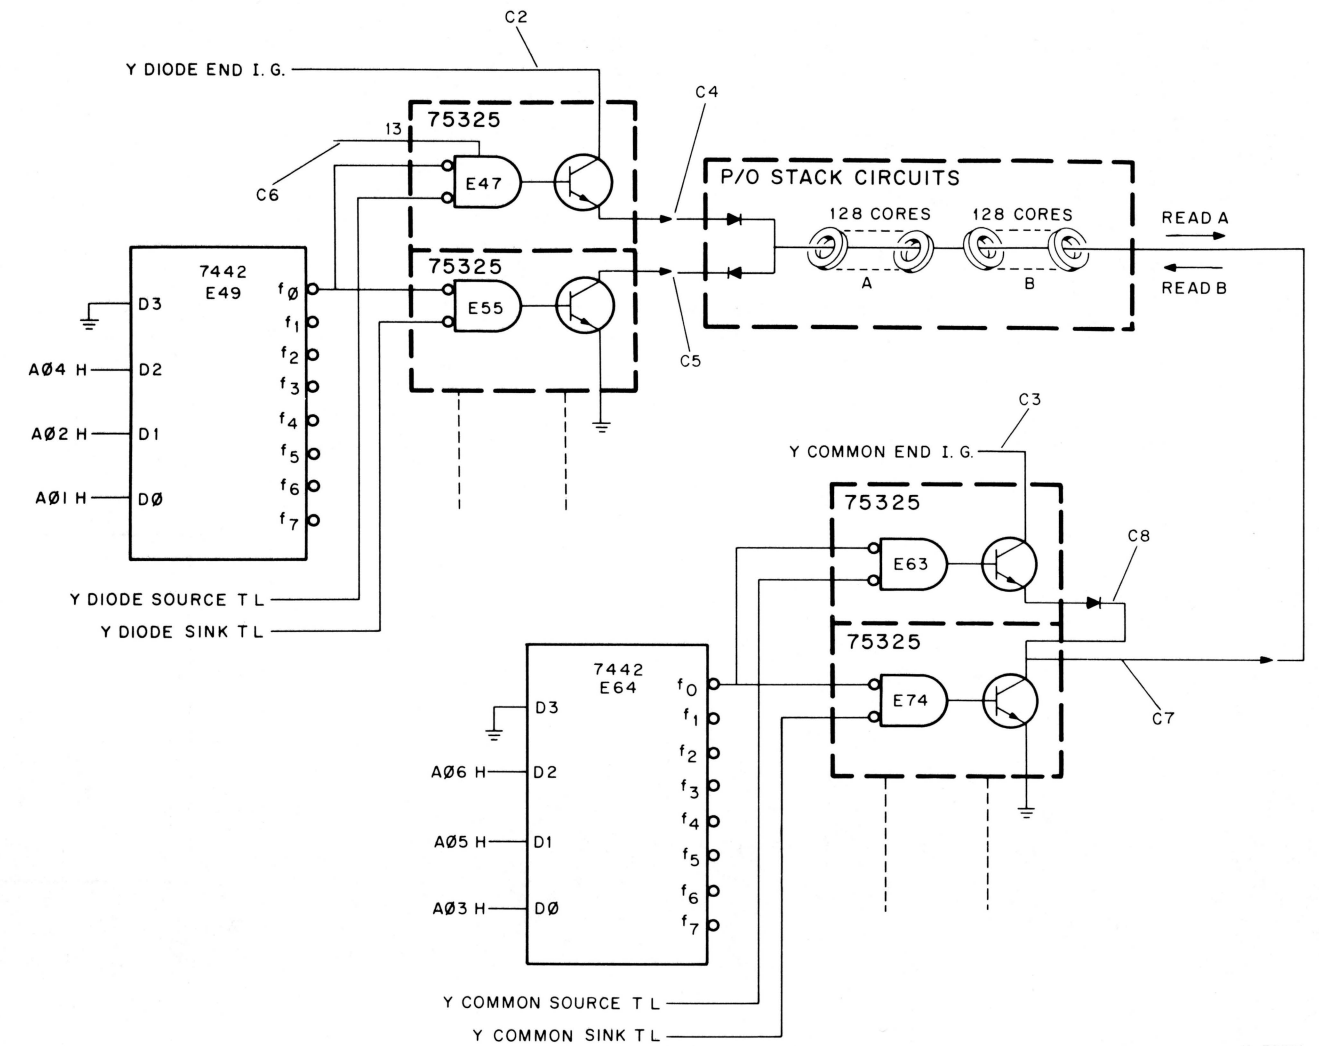 C2
Y DIODE END I. G.
C4
75325
13
C6
E47
P/O STACK CIRCUITS
128 CORES 128 CORES
READ A
READ B
A B
75325
E55
C5
7442
E49
D3
D2
D1
DØ
AØ4 H
AØ2 H
AØ1 H
fØ
f1
f2
f3
f4
f5
f6
f7
Y DIODE SOURCE T L
Y DIODE SINK T L
C3
Y COMMON END I. G.
75325
E63
C8
75325
E74
C7
7442
E64
D3
D2
D1
DØ
AØ6 H
AØ5 H
AØ3 H
f0
f1
f2
f3
f4
f5
f6
f7
Y COMMON SOURCE T L
Y COMMON SINK T L